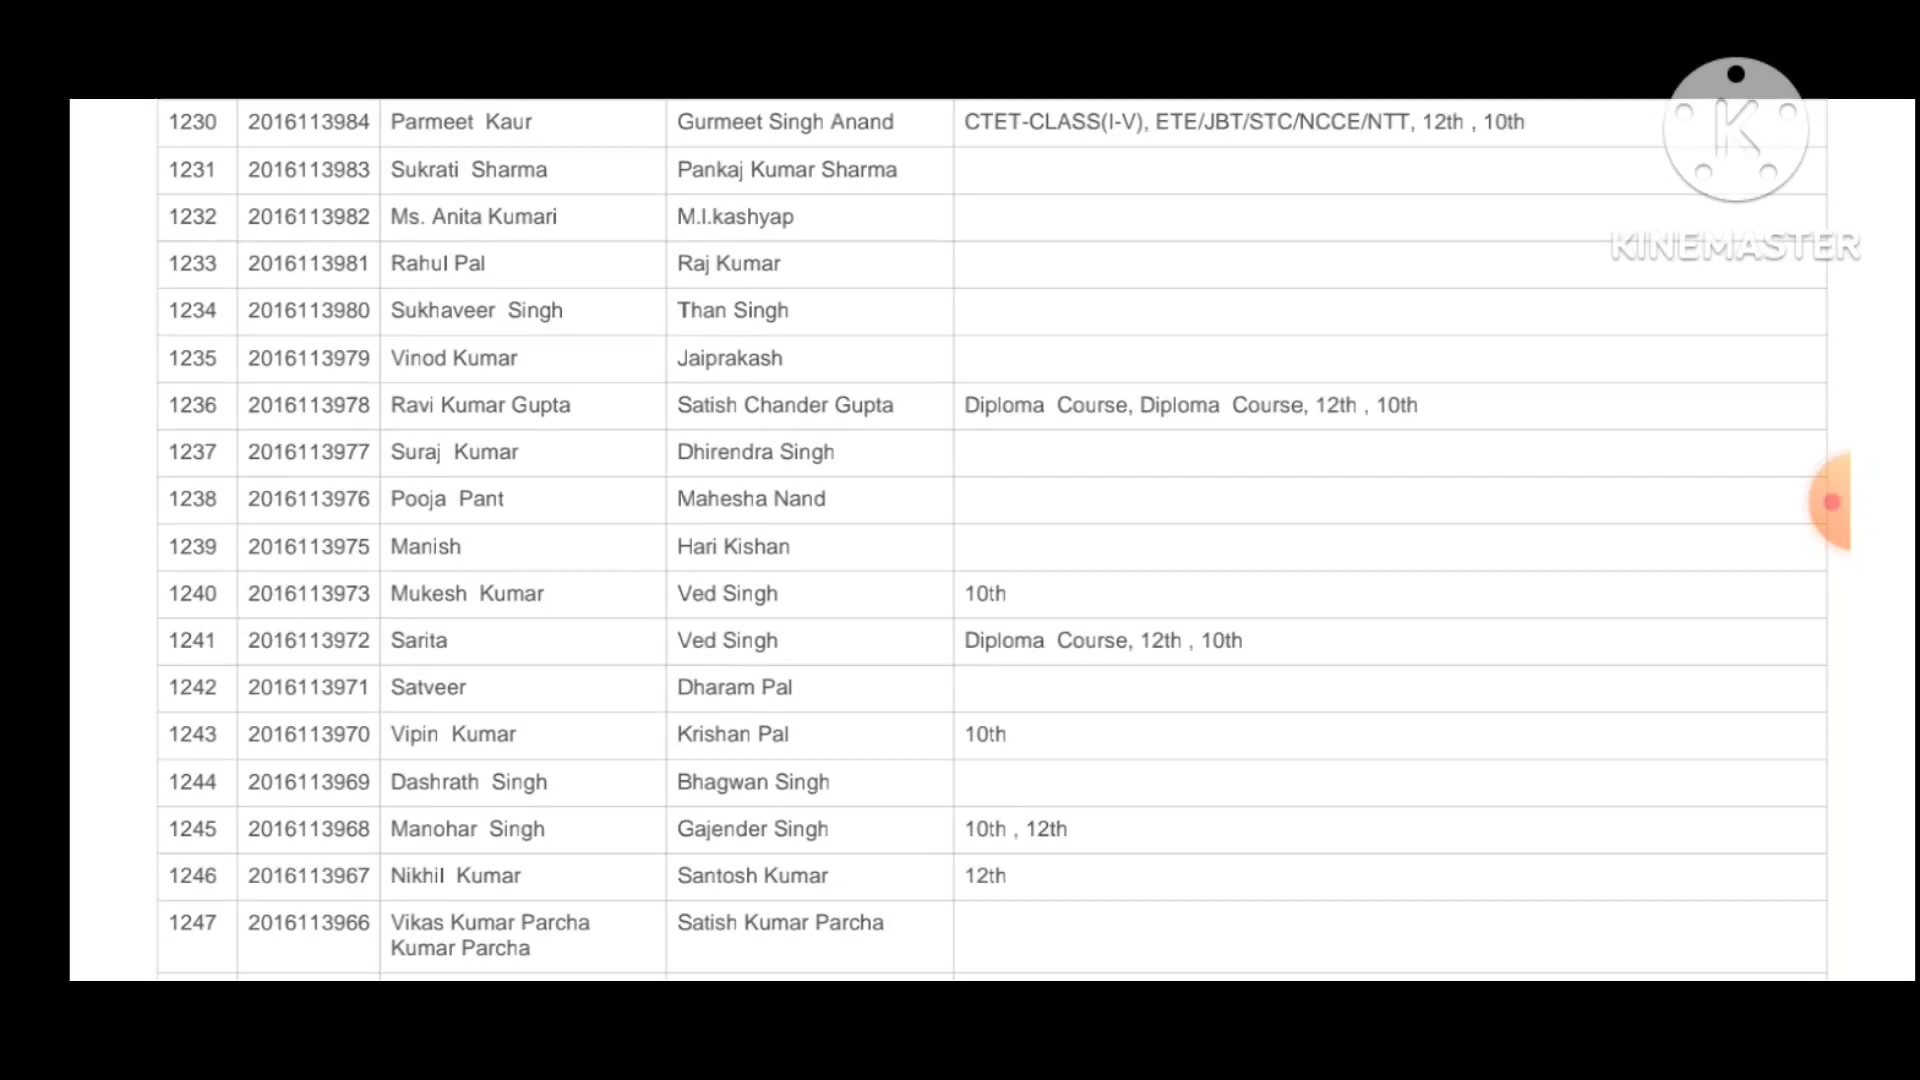 1230 2016113984 Parmeet Kaur Gurmeet Singh Anand CTET-CLASS(I-V), ETE/JBT/STC/NCCE/NTT, 12th , 10th
K
1231 2016113983 Sukrati Sharma Pankaj Kumar Sharma
1232 2016113982 Ms. Anita Kumari M.l.kashyap
KINEMASTER
1233 2016113981 Rahul Pal Raj Kumar
1234 2016113980 Sukhaveer Singh Than Singh
1235 2016113979 Vinod Kumar Jaiprakash
1236 2016113978 Ravi Kumar Gupta Satish Chander Gupta Diploma Course, Diploma Course, 12th , 10th
1237 2016113977 Suraj Kumar Dhirendra Singh
1238 2016113976 Pooja Pant Mahesha Nand
1239 2016113975 Manish Hari Kishan
1240 2016113973 Mukesh Kumar Ved Singh 10th
1241 2016113972 Sarita Ved Singh Diploma Course, 12th , 10th
1242 2016113971 Satveer Dharam Pal
1243 2016113970 Vipin Kumar Krishan Pal 10th
1244 2016113969 Dashrath Singh Bhagwan Singh
1245 2016113968 Manohar Singh Gajender Singh 10th , 12th
1246 2016113967 Nikhil Kumar Santosh Kumar 12th
1247 2016113966 Vikas Kumar Parcha Satish Kumar Parcha
Kumar Parcha